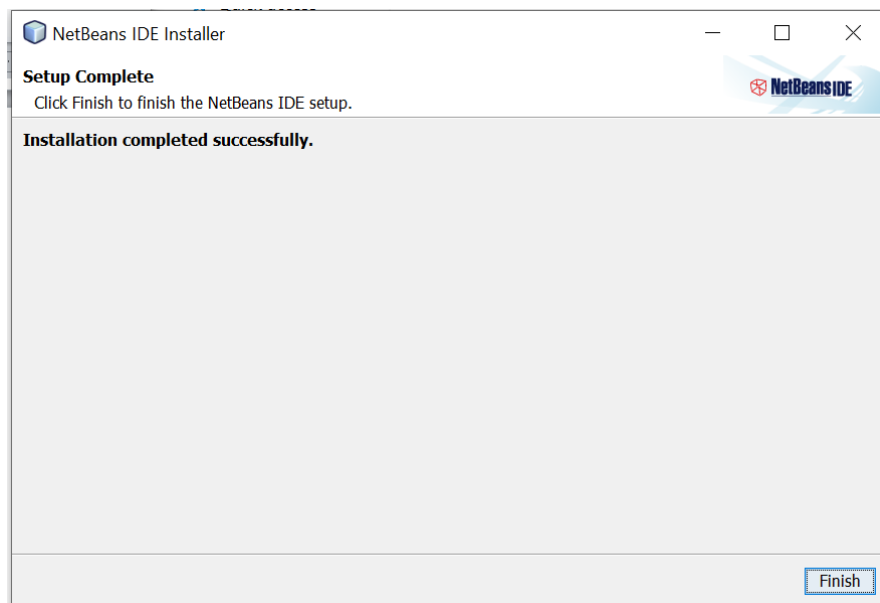 NetBeans IDE Installer
Setup Complete
Click Finish to finish the NetBeans IDE setup.
NetBeans IDE
Installation completed successfully.
Finish